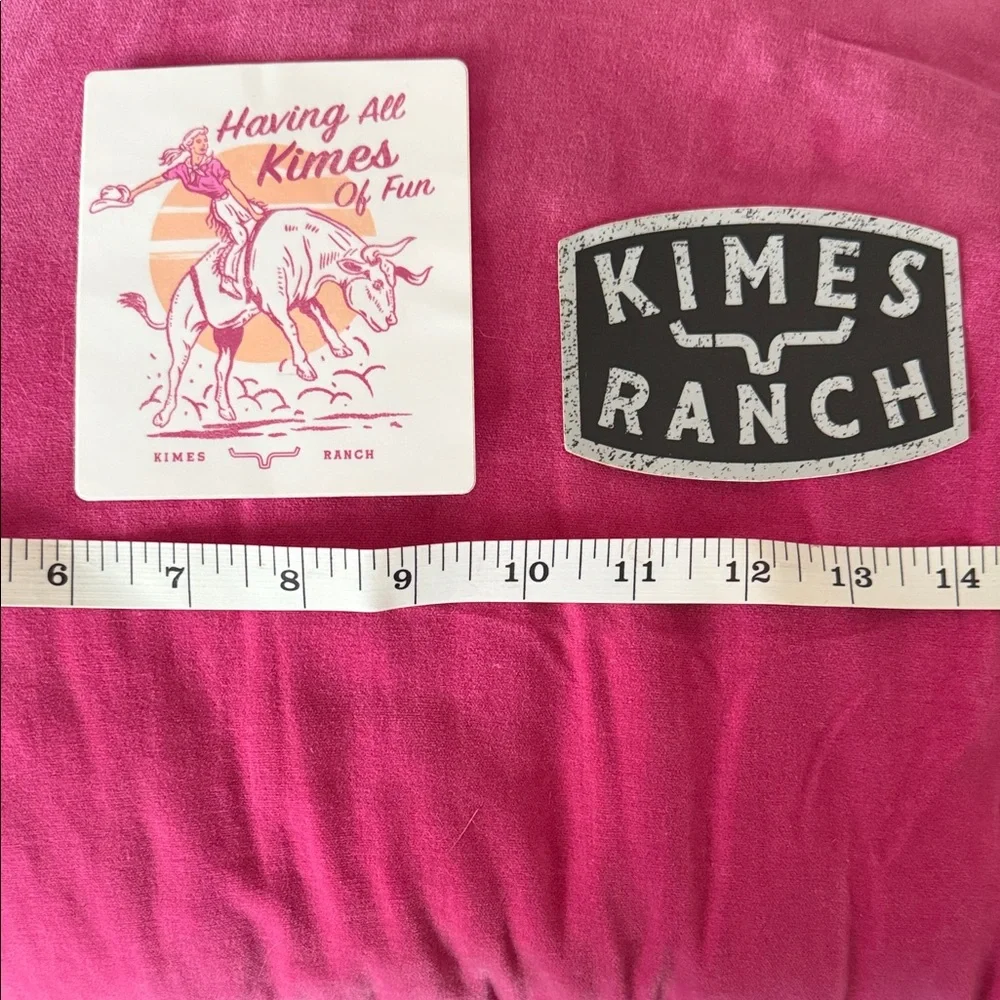 Having All
Kimes
Of Fun
KIMES RANCH
KIMES
RANCH
6 7 8 9 10 11 12 13 14